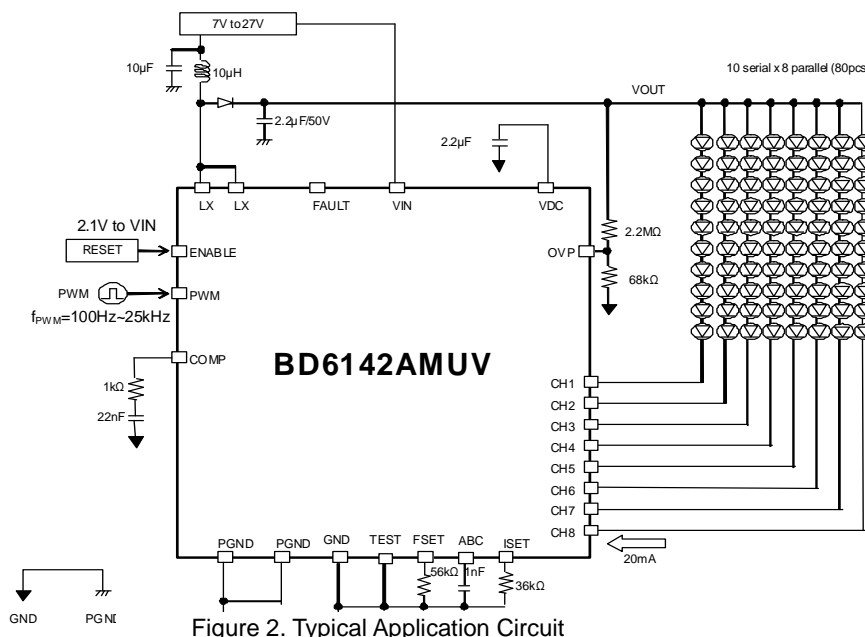 7V to 27V
10µF
10µH
10 serial x 8 parallel (80pcs
VOUT
2.2µF/50V
2.2µF
LX
LX
FAULT
VIN
VDC
2.1V to VIN
RESET
ENABLE
OVP
2.2MΩ
68kΩ
PWM
PWM
fPWM=100Hz~25kHz
COMP
BD6142AMUV
1kΩ
22nF
CH1
CH2
CH3
CH4
CH5
CH6
CH7
CH8
20mA
PGND
PGND
GND
TEST
FSET
ABC
ISET
56kΩ
1nF
36kΩ
GND
PGND
Figure 2. Typical Application Circuit